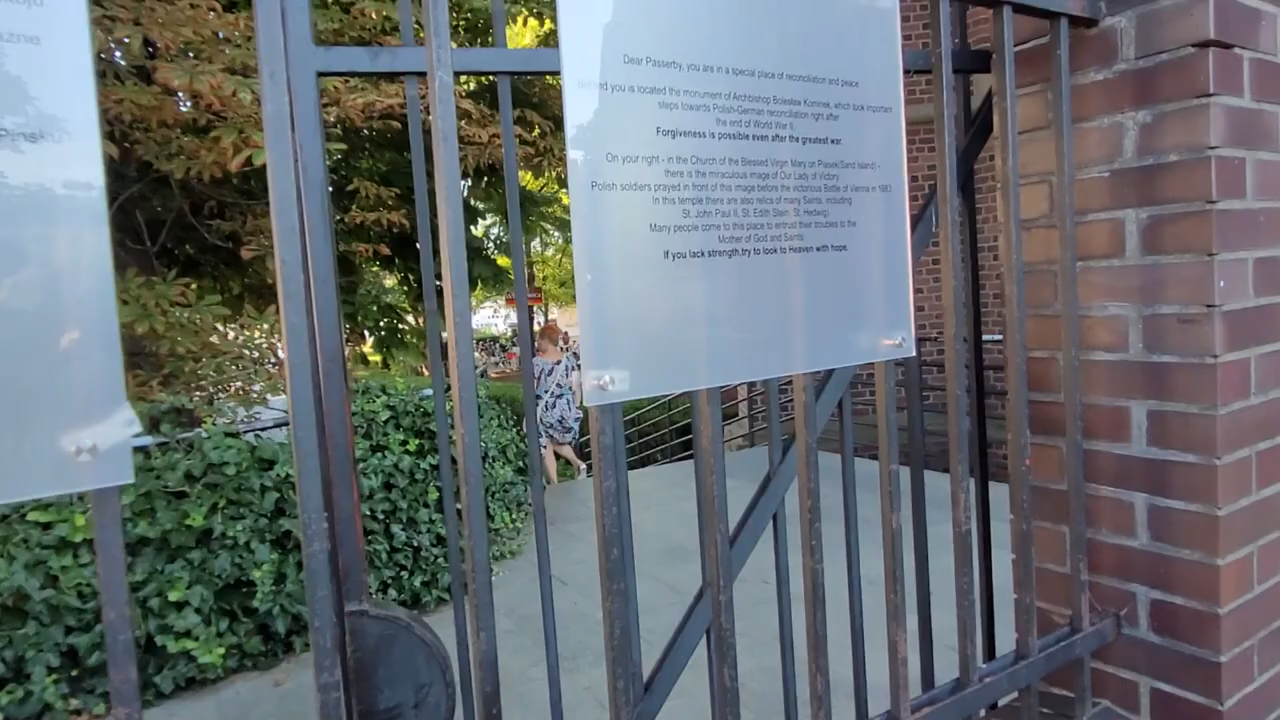 Dear Passerby, you are in a special place of reconciliation and peace
you is located the monument of Archbishop Bolesław Kominek, which took important
steps towards Polish-German reconciliation right after
the end of World War II.
Forgiveness is possible even after the greatest war.
On your right - in the Church of the Blessed Virgin Mary on Piasek(Sand Island) -
there is the miraculous image of Our Lady of Victory.
Polish soldiers prayed in front of this image before the victorious Battle of Vienna in 1683
In this temple there are also relics of many Saints, including
St. John Paul II, St. Edith Stein, St. Hedwig)
Many people come to this place to entrust their troubles to the
Mother of God and Saints
If you lack strength,try to look to Heaven with hope.